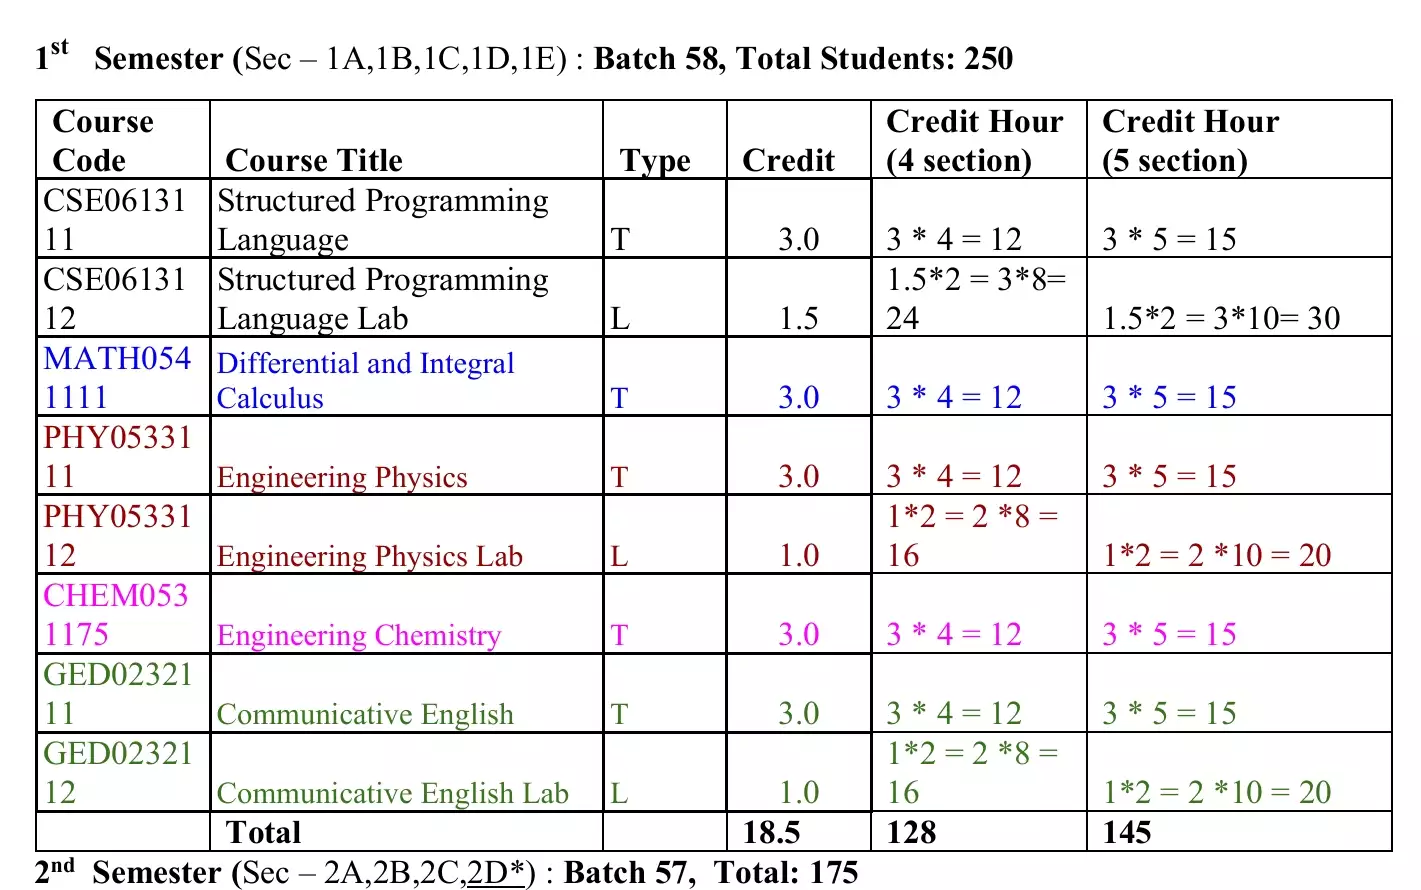 1st Semester (Sec – 1A,1B,1C,1D,1E) : Batch 58, Total Students: 250
Course Code Course Title Type Credit Credit Hour (4 section) Credit Hour (5 section)
CSE06131 Structured Programming
11 Language T 3.0 3 * 4 = 12 3 * 5 = 15
CSE06131 Structured Programming 1.5*2 = 3*8=
12 Language Lab L 1.5 24 1.5*2 = 3*10= 30
MATH054 Differential and Integral
1111 Calculus T 3.0 3 * 4 = 12 3 * 5 = 15
PHY05331
11 Engineering Physics T 3.0 3 * 4 = 12 3 * 5 = 15
PHY05331 1*2 = 2 *8 =
12 Engineering Physics Lab L 1.0 16 1*2 = 2 *10 = 20
CHEM053
1175 Engineering Chemistry T 3.0 3 * 4 = 12 3 * 5 = 15
GED02321
11 Communicative English T 3.0 3 * 4 = 12 3 * 5 = 15
GED02321 1*2 = 2 *8 =
12 Communicative English Lab L 1.0 16 1*2 = 2 *10 = 20
Total 18.5 128 145
2nd Semester (Sec – 2A,2B,2C,2D*) : Batch 57, Total: 175